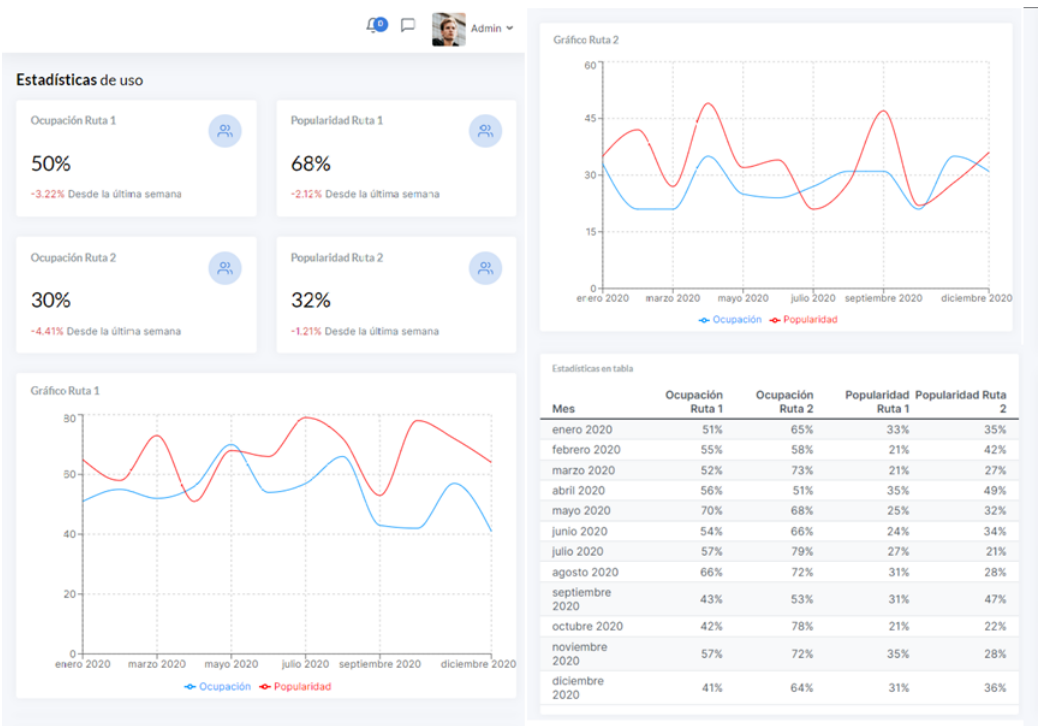 0
Admin
Estadísticas de uso
Ocupación Ruta 1
50%
-3.22% Desde la última semana
Popularidad Ruta 1
68%
-2.12% Desde la última semana
Ocupación Ruta 2
30%
-4.41% Desde la última semana
Popularidad Ruta 2
32%
-1.21% Desde la última semana
Gráfico Ruta 1
80
60
40
20
0
enero 2020 marzo 2020 mayo 2020 julio 2020 septiembre 2020 diciembre 2020
Ocupación Popularidad
Gráfico Ruta 2
60
45
30
15
0
enero 2020 marzo 2020 mayo 2020 julio 2020 septiembre 2020 diciembre 2020
Ocupación Popularidad
Estadísticas en tabla
Mes Ocupación Ruta 1 Ocupación Ruta 2 Popularidad Ruta 1 Popularidad Ruta 2
enero 2020 51% 65% 33% 35%
febrero 2020 55% 58% 21% 42%
marzo 2020 52% 73% 21% 27%
abril 2020 56% 51% 35% 49%
mayo 2020 70% 68% 25% 32%
junio 2020 54% 66% 24% 34%
julio 2020 57% 79% 27% 21%
agosto 2020 66% 72% 31% 28%
septiembre 2020 43% 53% 31% 47%
octubre 2020 42% 78% 21% 22%
noviembre 2020 57% 72% 35% 28%
diciembre 2020 41% 64% 31% 36%